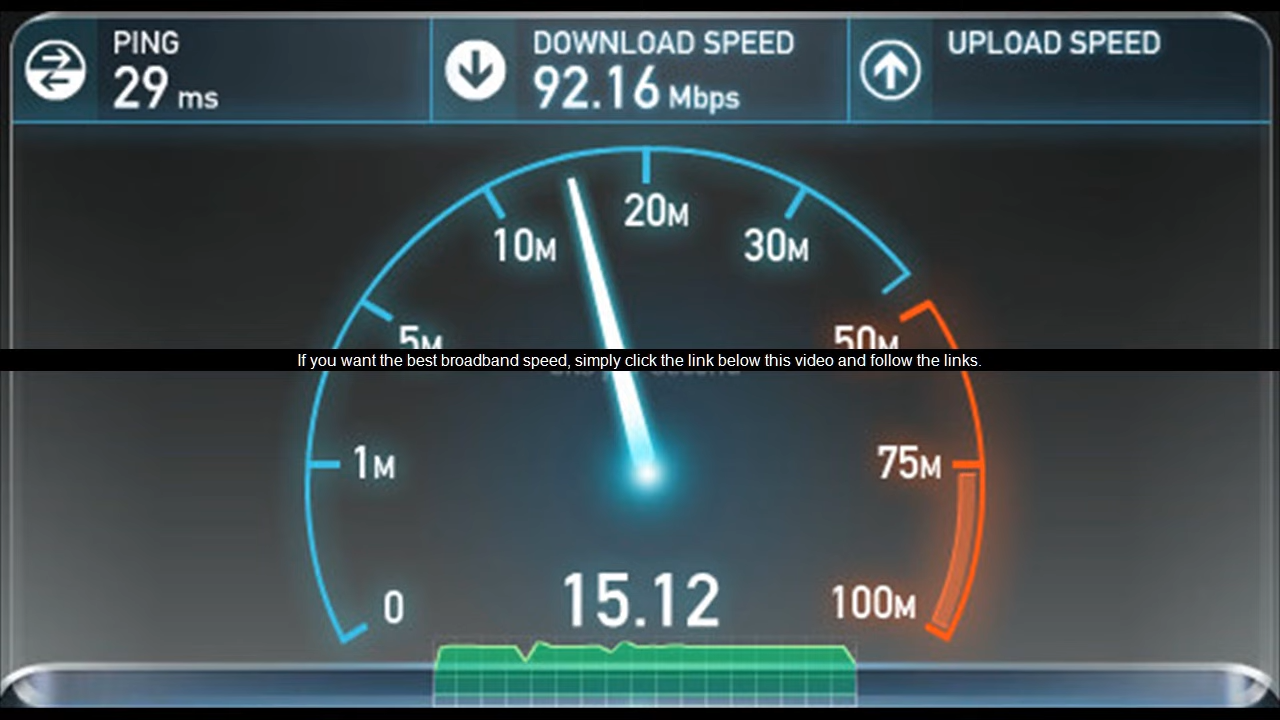 PING
29 ms
DOWNLOAD SPEED
92.16 Mbps
UPLOAD SPEED
20M
10M
30M
5M
50M
If you want the best broadband speed, simply click the link below this video and follow the links.
1M
75M
0
15.12
100M